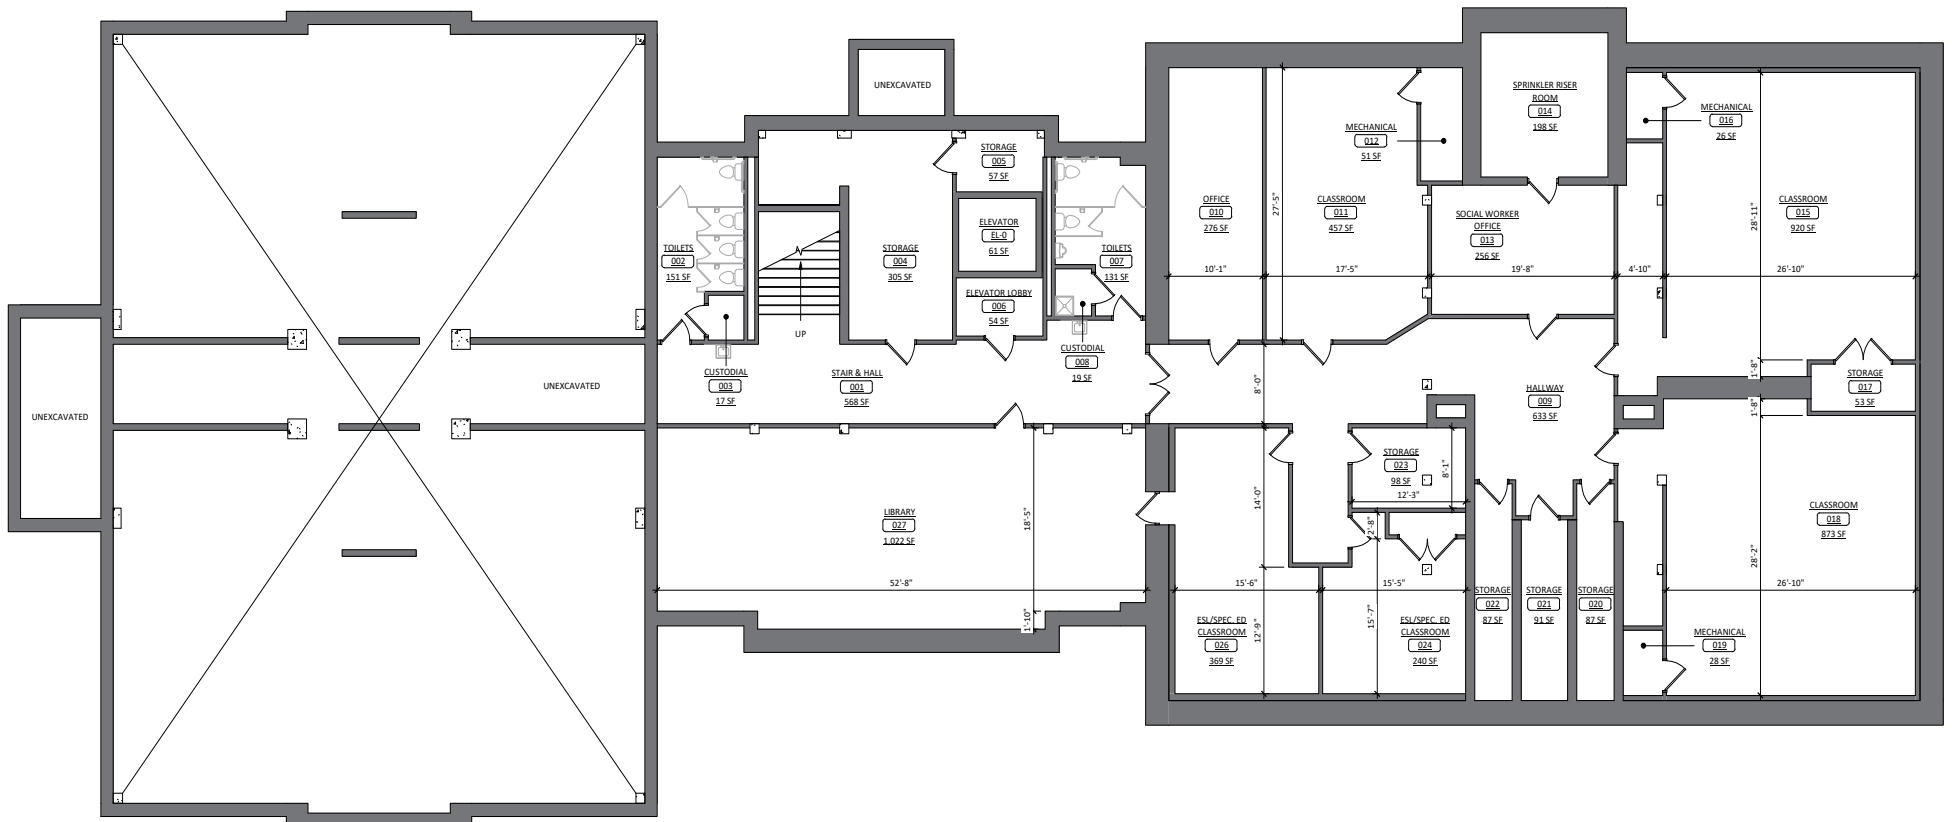 UNEXCAVATED
SPRINKLER RISER
ROOM
014
198 SF
MECHANICAL
016
26 SF
MECHANICAL
012
51 SF
STORAGE
005
57 SF
27'-5"
OFFICE
010
276 SF
CLASSROOM
011
457 SF
SOCIAL WORKER
OFFICE
013
256 SF
28'-11"
CLASSROOM
015
920 SF
ELEVATOR
EL-0
61 SF
TOILETS
002
151 SF
STORAGE
004
305 SF
TOILETS
007
131 SF
10'-1"
17'-5"
19'-8"
4'-10"
26'-10"
ELEVATOR LOBBY
006
54 SF
UP
CUSTODIAL
008
19 SF
CUSTODIAL
003
17 SF
STAIR & HALL
001
568 SF
UNEXCAVATED
UNEXCAVATED
8'-0"
HALLWAY
009
633 SF
1'-8"
STORAGE
017
53 SF
1'-8"
STORAGE
023
98 SF
8'-1"
12'-3"
14'-0"
LIBRARY
027
1,022 SF
18'-5"
2'-8"
CLASSROOM
018
873 SF
28'-2"
52'-8"
15'-6"
15'-5"
26'-10"
STORAGE
022
87 SF
STORAGE
021
91 SF
STORAGE
020
87 SF
1'-10"
ESL/SPEC. ED
CLASSROOM
026
369 SF
12'-9"
15'-7"
ESL/SPEC. ED
CLASSROOM
024
240 SF
MECHANICAL
019
28 SF